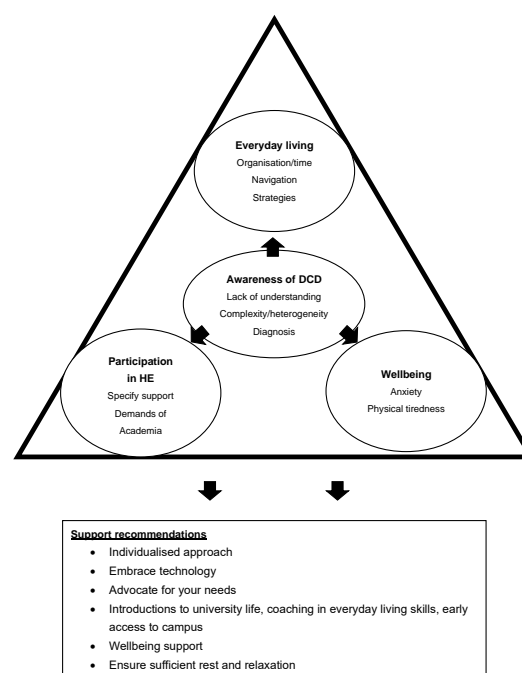 Everyday living
Organisation/time
Navigation
Strategies
Awareness of DCD
Lack of understanding
Complexity/heterogeneity
Diagnosis
Participation
in HE
Specify support
Demands of
Academia
Wellbeing
Anxiety
Physical tiredness
Support recommendations
• Individualised approach
• Embrace technology
• Advocate for your needs
• Introductions to university life, coaching in everyday living skills, early
access to campus
• Wellbeing support
• Ensure sufficient rest and relaxation